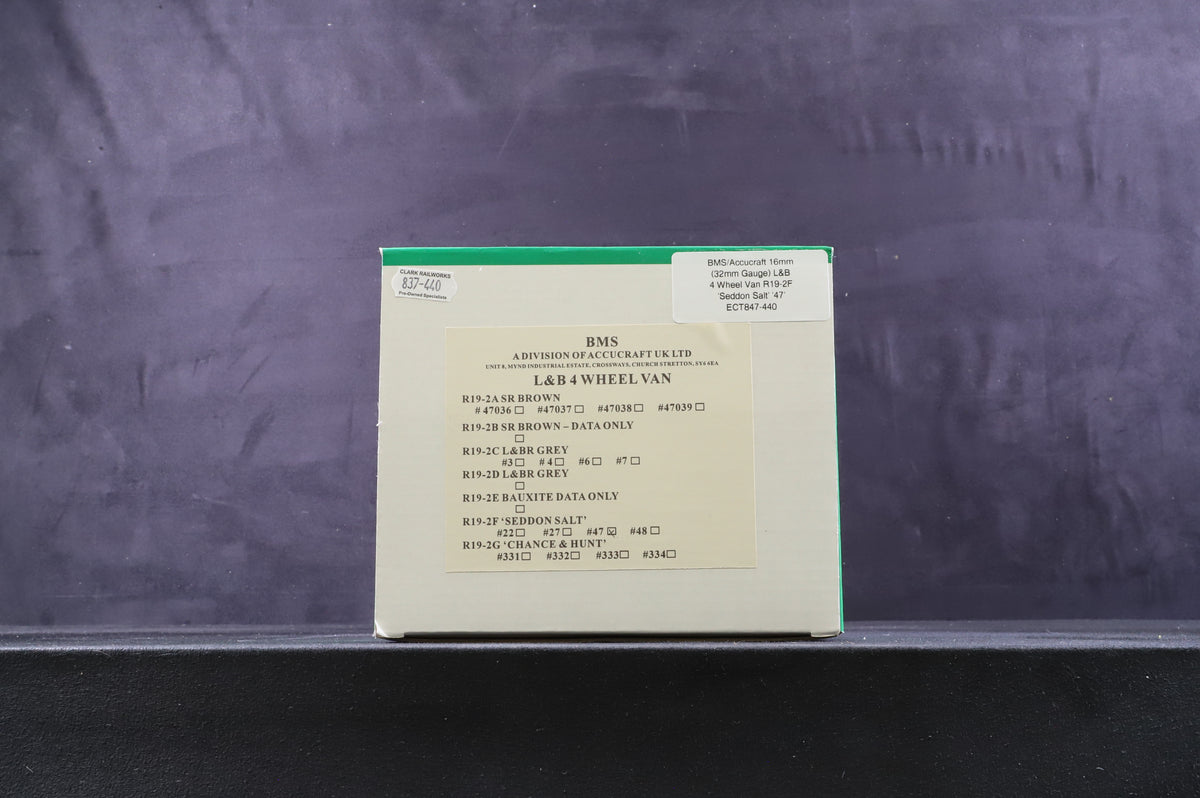 CLARK RAILWORKS
837-440
Pre-Owned Specialists
BMS/Accucraft 16mm
(32mm Gauge) L&B
4 Wheel Van R19-2F
'Seddon Salt' '47'
ECT847-440
BMS
A DIVISION OF ACCUCRAFT UK LTD
UNIT 8, MYND INDUSTRIAL ESTATE, CROSSWAYS, CHURCH STRETTON, SY6 6EA
L&B 4 WHEEL VAN
R19-2A SR BROWN
# 47036 ☐ #47037 ☐ #47038 ☐ #47039 ☐
R19-2B SR BROWN – DATA ONLY
☐
R19-2C L&BR GREY
#3 ☐ # 4 ☐ #6 ☐ #7 ☐
R19-2D L&BR GREY
☐
R19-2E BAUXITE DATA ONLY
☐
R19-2F ‘SEDDON SALT’
#22 ☐ #27 ☐ #47 ☒ #48 ☐
R19-2G ‘CHANCE & HUNT’
#331 ☐ #332 ☐ #333 ☐ #334 ☐